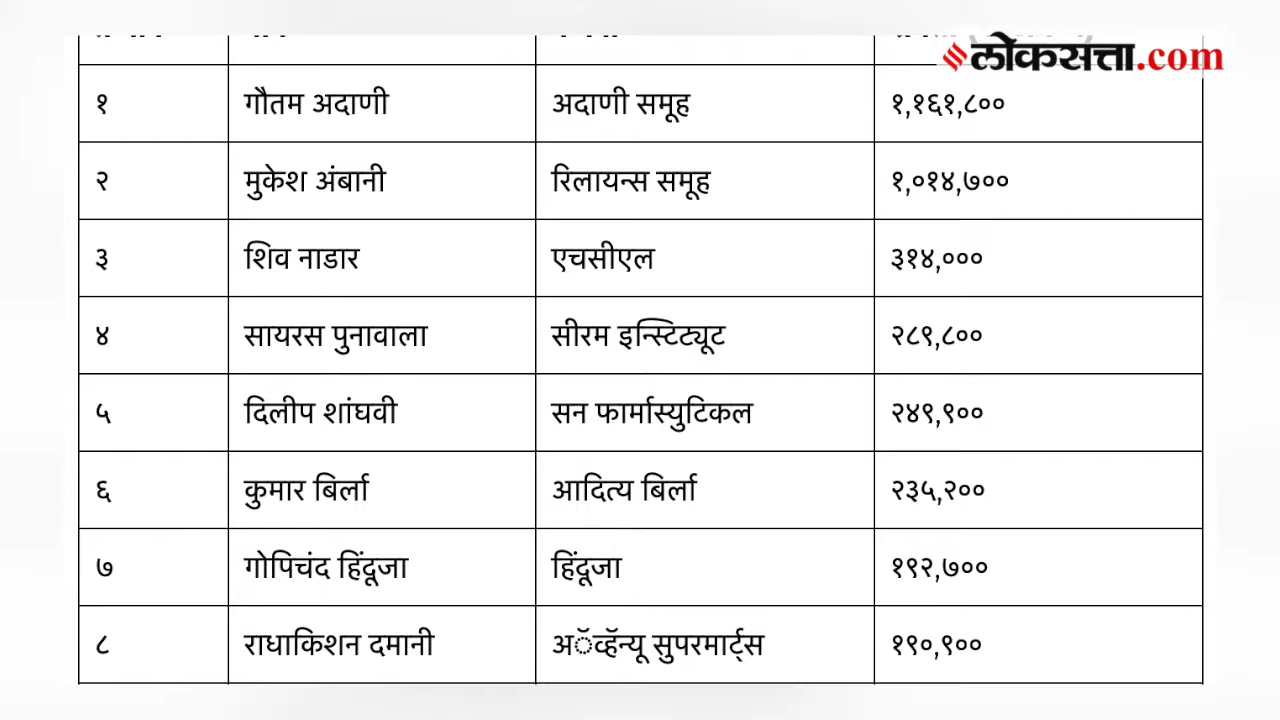 लोकसत्ता.com
१ गौतम अदाणी अदाणी समूह १,१६१,८००
२ मुकेश अंबानी रिलायन्स समूह १,०१४,७००
३ शिव नाडार एचसीएल ३१४,०००
४ सायरस पुनावाला सीरम इन्स्टिट्यूट २८९,८००
५ दिलीप शांघवी सन फार्मास्युटिकल २४९,९००
६ कुमार बिर्ला आदित्य बिर्ला २३५,२००
७ गोपिचंद हिंदूजा हिंदूजा १९२,७००
८ राधाकिशन दमानी अॅव्हॅन्यू सुपरमार्ट्स १९०,९००